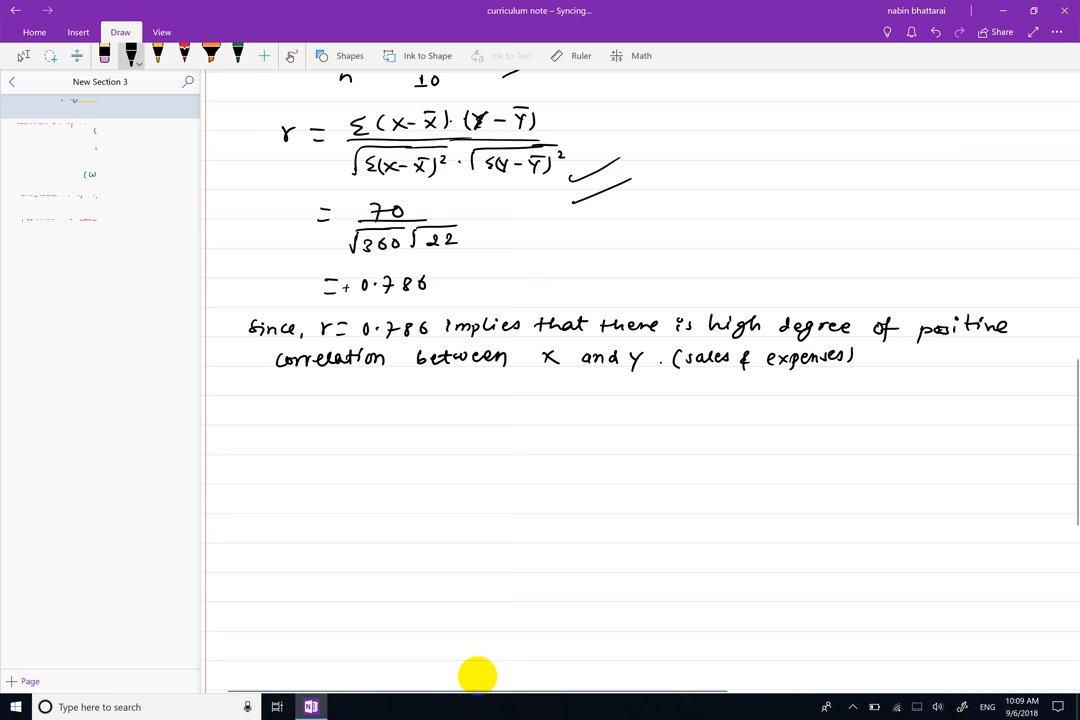 curriculum note – Syncing...
nabin bhattarai
Home Insert Draw View
Share
Shapes Ink to Shape Ink to Text Ruler Math
New Section 3
n 10
r = Σ(X-X̄)·(Y-Ȳ)
√Σ(X-X̄)² · √Σ(Y-Ȳ)²
= 70
√360 √22
= + 0.786
Since, r = 0.786 implies that there is high degree of positive
correlation between X and Y. (sales & expenses)
+ Page
Type here to search
ENG
10:09 AM
9/6/2018